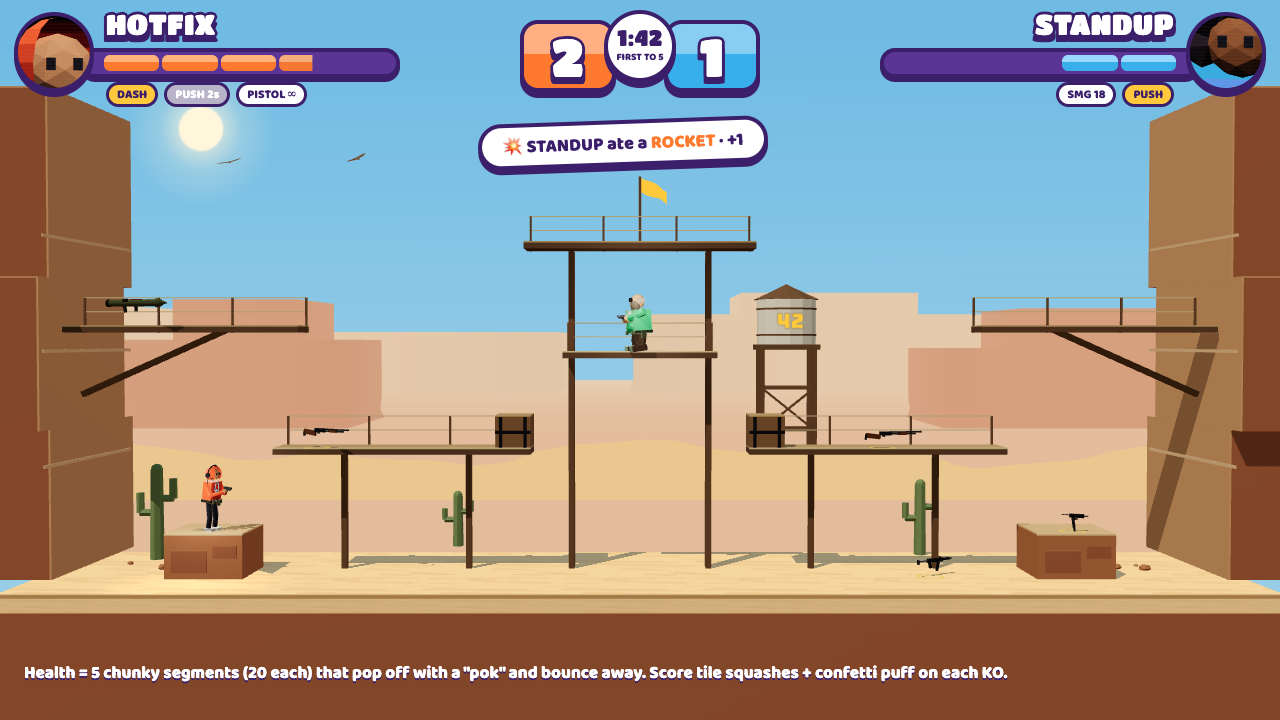 HOTFIX
DASH
PUSH 2s
PISTOL ∞
2
1:42
FIRST TO 5
1
STANDUP
SMG 18
PUSH
💥 STANDUP ate a ROCKET · +1
42
Health = 5 chunky segments (20 each) that pop off with a "pok" and bounce away. Score tile squashes + confetti puff on each KO.